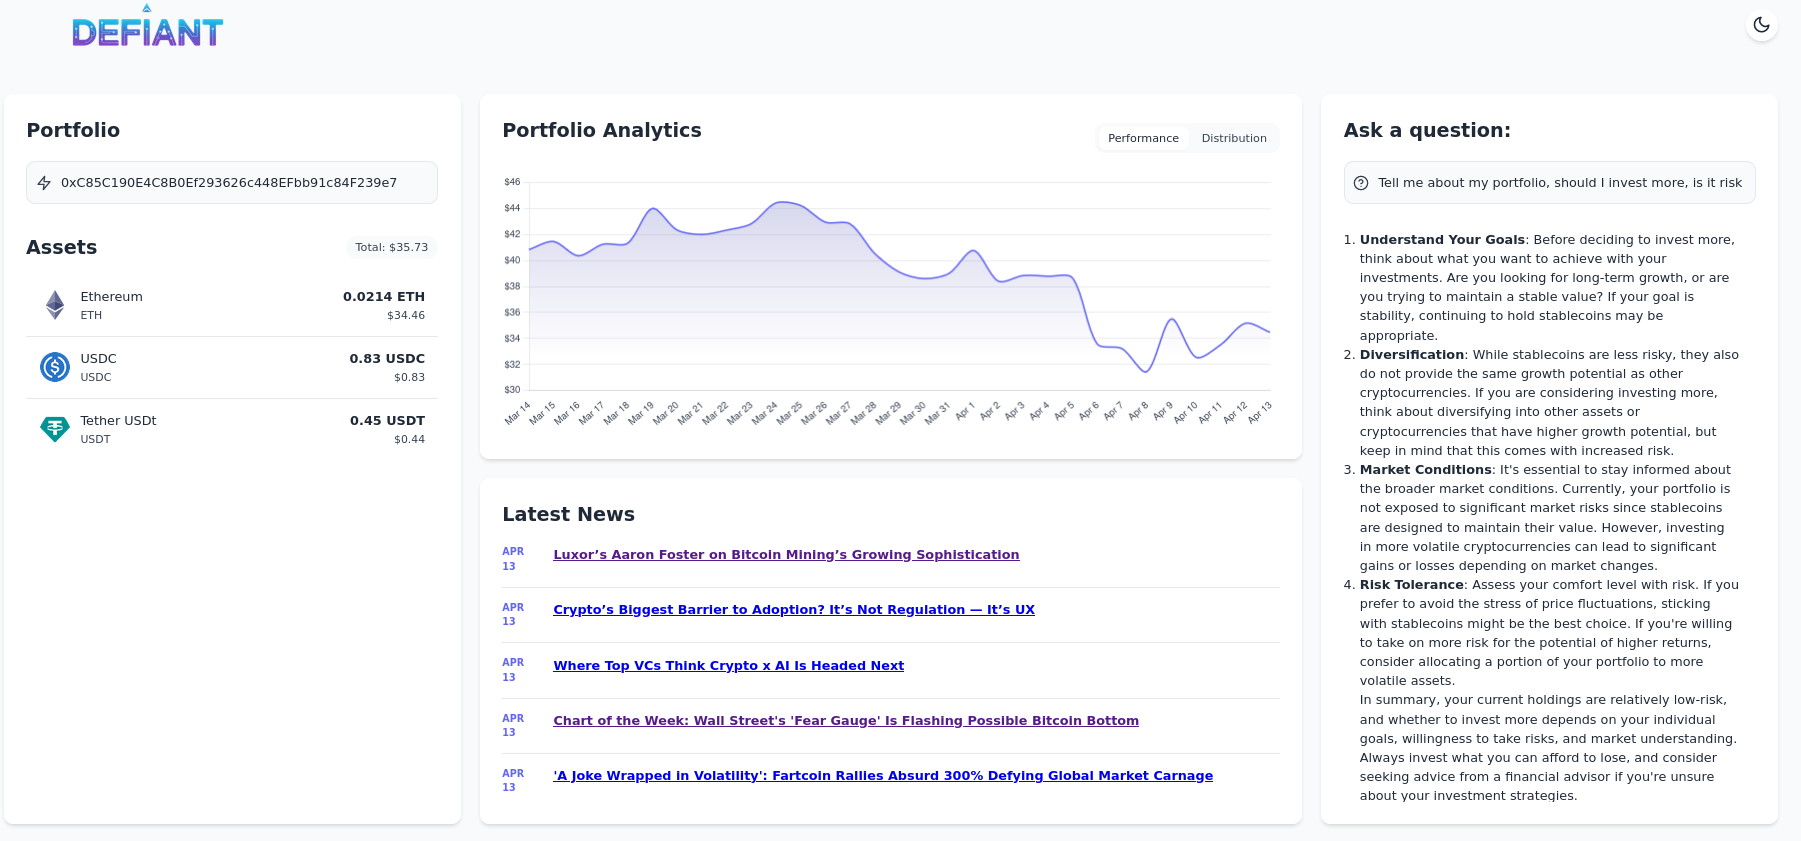 DEFIANT
Portfolio
0xC85C190E4C8B0Ef293626c448EFbb91c84F239e7
Assets
Total: $35.73
Ethereum
0.0214 ETH
ETH
$34.46
USDC
0.83 USDC
USDC
$0.83
Tether USDt
0.45 USDT
USDT
$0.44
Portfolio Analytics
Performance
Distribution
$46
$44
$42
$40
$38
$36
$34
$32
$30
Mar 14
Mar 15
Mar 16
Mar 17
Mar 18
Mar 19
Mar 20
Mar 21
Mar 22
Mar 23
Mar 24
Mar 25
Mar 26
Mar 27
Mar 28
Mar 29
Mar 30
Mar 31
Apr 1
Apr 2
Apr 3
Apr 4
Apr 5
Apr 6
Apr 7
Apr 8
Apr 9
Apr 10
Apr 11
Apr 12
Apr 13
Latest News
APR
13
Luxor’s Aaron Foster on Bitcoin Mining’s Growing Sophistication
APR
13
Crypto’s Biggest Barrier to Adoption? It’s Not Regulation — It’s UX
APR
13
Where Top VCs Think Crypto x AI Is Headed Next
APR
13
Chart of the Week: Wall Street's 'Fear Gauge' Is Flashing Possible Bitcoin Bottom
APR
13
'A Joke Wrapped in Volatility': Fartcoin Rallies Absurd 300% Defying Global Market Carnage
Ask a question:
Tell me about my portfolio, should I invest more, is it risk
1. Understand Your Goals: Before deciding to invest more,
think about what you want to achieve with your
investments. Are you looking for long-term growth, or are
you trying to maintain a stable value? If your goal is
stability, continuing to hold stablecoins may be
appropriate.
2. Diversification: While stablecoins are less risky, they also
do not provide the same growth potential as other
cryptocurrencies. If you are considering investing more,
think about diversifying into other assets or
cryptocurrencies that have higher growth potential, but
keep in mind that this comes with increased risk.
3. Market Conditions: It's essential to stay informed about
the broader market conditions. Currently, your portfolio is
not exposed to significant market risks since stablecoins
are designed to maintain their value. However, investing
in more volatile cryptocurrencies can lead to significant
gains or losses depending on market changes.
4. Risk Tolerance: Assess your comfort level with risk. If you
prefer to avoid the stress of price fluctuations, sticking
with stablecoins might be the best choice. If you're willing
to take on more risk for the potential of higher returns,
consider allocating a portion of your portfolio to more
volatile assets.
In summary, your current holdings are relatively low-risk,
and whether to invest more depends on your individual
goals, willingness to take risks, and market understanding.
Always invest what you can afford to lose, and consider
seeking advice from a financial advisor if you're unsure
about your investment strategies.